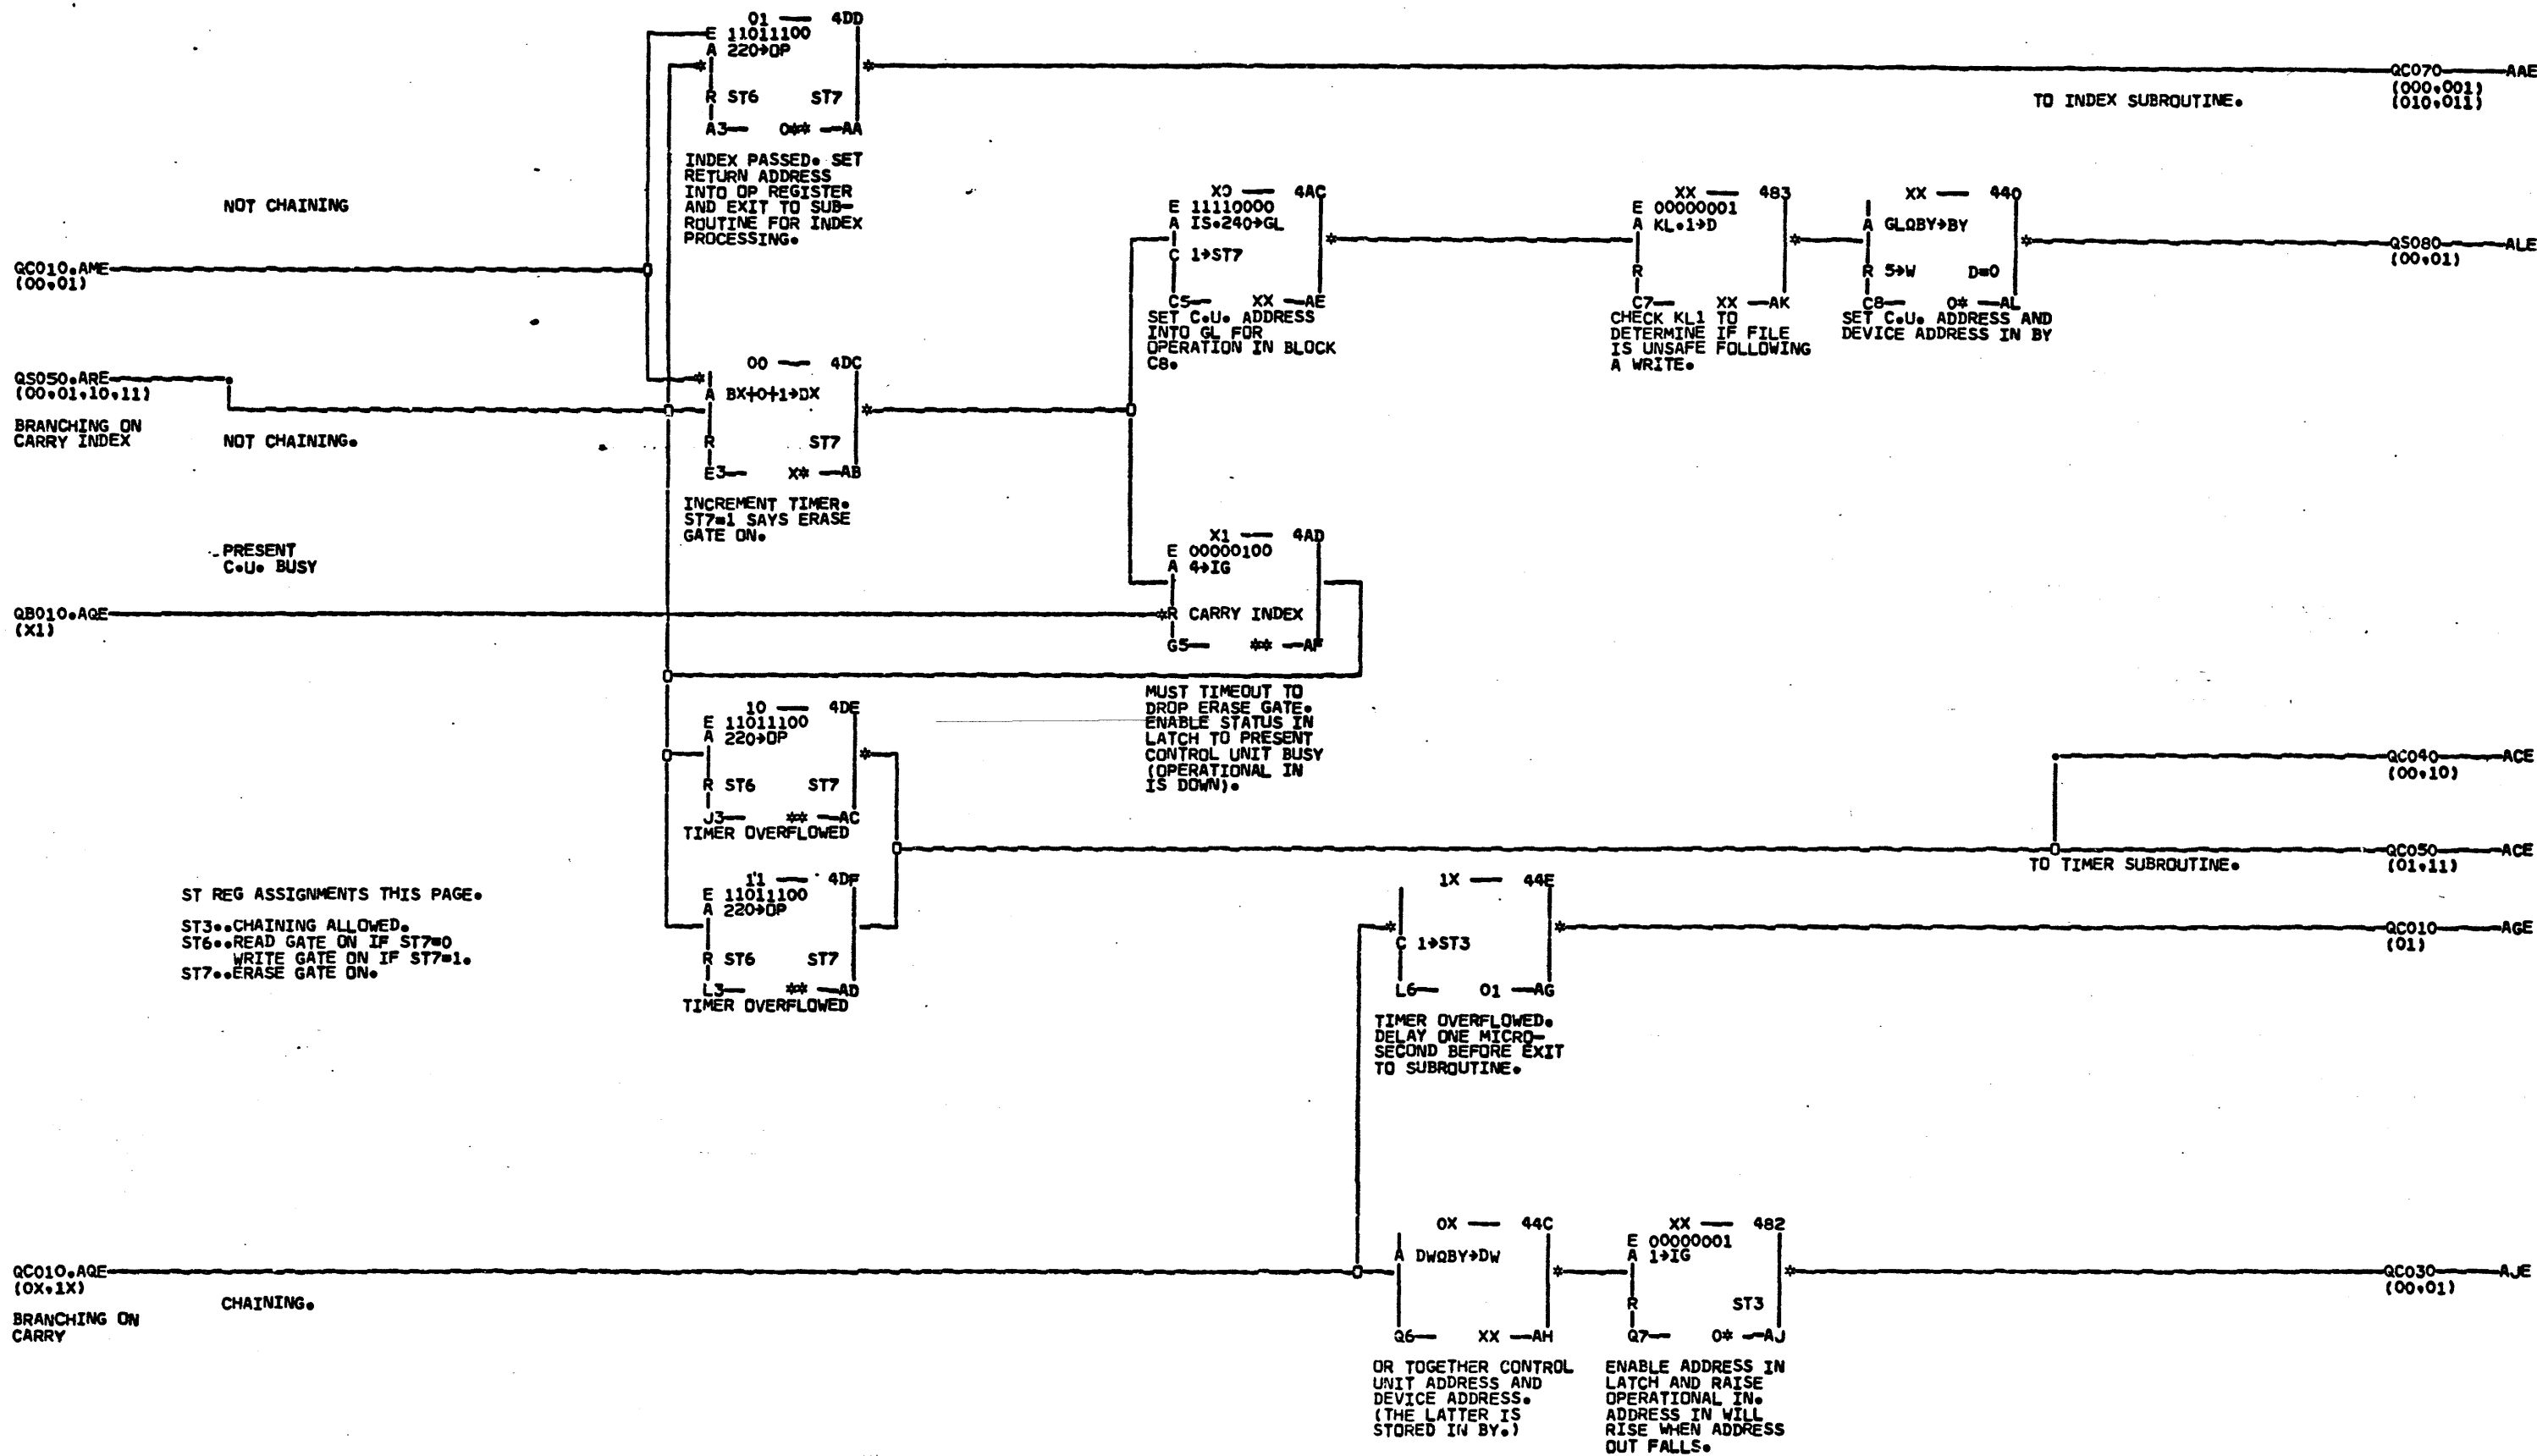 01 — 4DD
E 11011100
A 220→OP
R ST6 ST7
A3— 0** —AA
INDEX PASSED. SET
RETURN ADDRESS
INTO OP REGISTER
AND EXIT TO SUB-
ROUTINE FOR INDEX
PROCESSING.
QC070 AAE
(000,001)
(010,011)
TO INDEX SUBROUTINE.
NOT CHAINING
QC010.AME
(00,01)
X0 — 4AC
E 11110000
A IS.240→GL
C 1→ST7
C5— XX —AE
SET C.U. ADDRESS
INTO GL FOR
OPERATION IN BLOCK
C8.
XX — 483
E 00000001
A KL.1→D
R
C7— XX —AK
CHECK KL1 TO
DETERMINE IF FILE
IS UNSAFE FOLLOWING
A WRITE.
XX — 440
A GLΩBY→BY
R 5→W D=0
C8— 0* —AL
SET C.U. ADDRESS AND
DEVICE ADDRESS IN BY
QS080 ALE
(00,01)
QS050.ARE
(00,01,10,11)
BRANCHING ON
CARRY INDEX
NOT CHAINING.
00 — 4DC
A BX+0+1→DX
R ST7
E3— X* —AB
INCREMENT TIMER.
ST7=1 SAYS ERASE
GATE ON.
PRESENT
C.U. BUSY
QB010.AQE
(X1)
X1 — 4AD
E 00000100
A 4→IG
R CARRY INDEX
G5— ** —AF
MUST TIMEOUT TO
DROP ERASE GATE.
ENABLE STATUS IN
LATCH TO PRESENT
CONTROL UNIT BUSY
(OPERATIONAL IN
IS DOWN).
10 — 4DE
E 11011100
A 220→OP
R ST6 ST7
J3— ** —AC
TIMER OVERFLOWED
QC040 ACE
(00,10)
QC050 ACE
(01,11)
TO TIMER SUBROUTINE.
11 — 4DF
E 11011100
A 220→OP
R ST6 ST7
L3— ** —AD
TIMER OVERFLOWED
ST REG ASSIGNMENTS THIS PAGE.
ST3..CHAINING ALLOWED.
ST6..READ GATE ON IF ST7=0
WRITE GATE ON IF ST7=1.
ST7..ERASE GATE ON.
1X — 44E
C 1→ST3
L6— 01 —AG
TIMER OVERFLOWED.
DELAY ONE MICRO-
SECOND BEFORE EXIT
TO SUBROUTINE.
QC010 AGE
(01)
QC010.AQE
(0X,1X)
BRANCHING ON
CARRY
CHAINING.
0X — 44C
A DWΩBY→DW
Q6— XX —AH
OR TOGETHER CONTROL
UNIT ADDRESS AND
DEVICE ADDRESS.
(THE LATTER IS
STORED IN BY.)
XX — 482
E 00000001
A 1→IG
R ST3
Q7— 0* —AJ
ENABLE ADDRESS IN
LATCH AND RAISE
OPERATIONAL IN.
ADDRESS IN WILL
RISE WHEN ADDRESS
OUT FALLS.
QC030 AJE
(00,01)